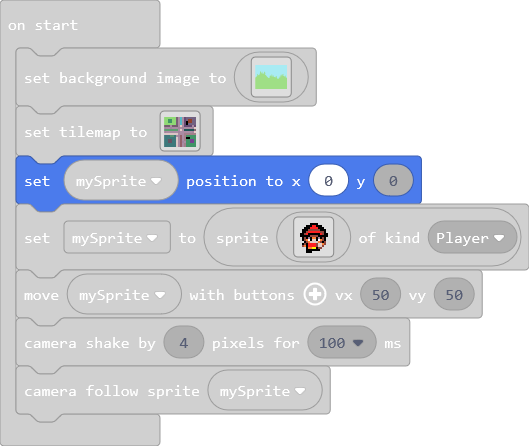 on start
set background image to
set tilemap to
set mySprite position to x 0 y 0
set mySprite to sprite of kind Player
move mySprite with buttons vx 50 vy 50
camera shake by 4 pixels for 100 ms
camera follow sprite mySprite